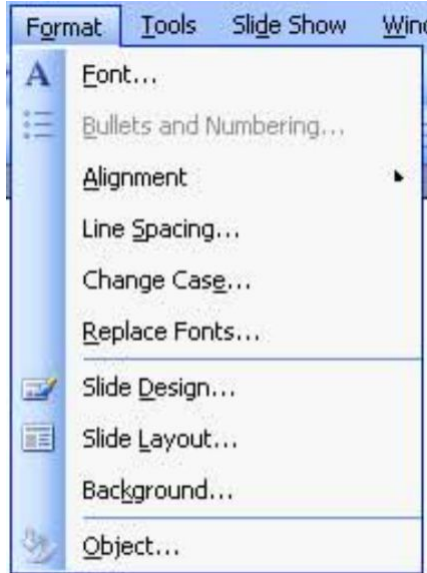 Format Tools Slide Show
Font...
Bullets and Numbering...
Alignment
Line Spacing...
Change Case...
Replace Fonts...
Slide Design...
Slide Layout...
Background...
Object...